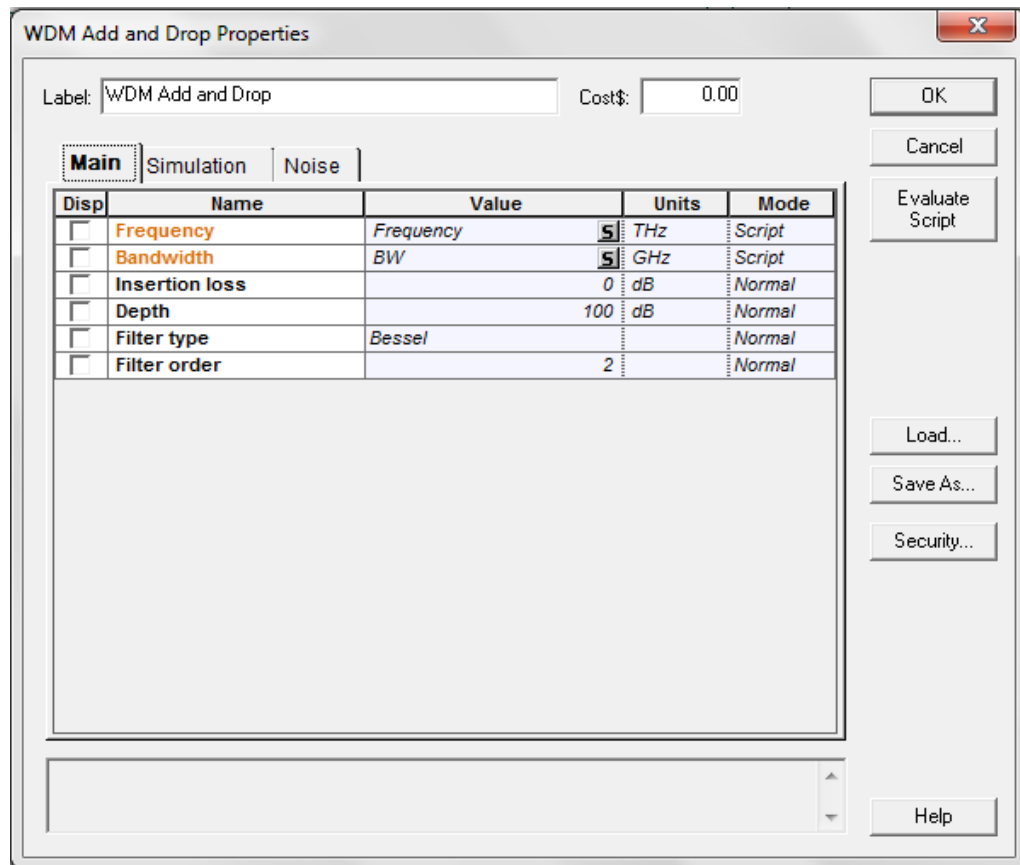 WDM Add and Drop Properties
Label: WDM Add and Drop Cost$: 0.00 OK
Cancel
Main Simulation Noise
Evaluate
Script
Disp Name Value Units Mode
Frequency Frequency S THz Script
Bandwidth BW S GHz Script
Insertion loss 0 dB Normal
Depth 100 dB Normal
Filter type Bessel Normal
Filter order 2 Normal
Load...
Save As...
Security...
Help